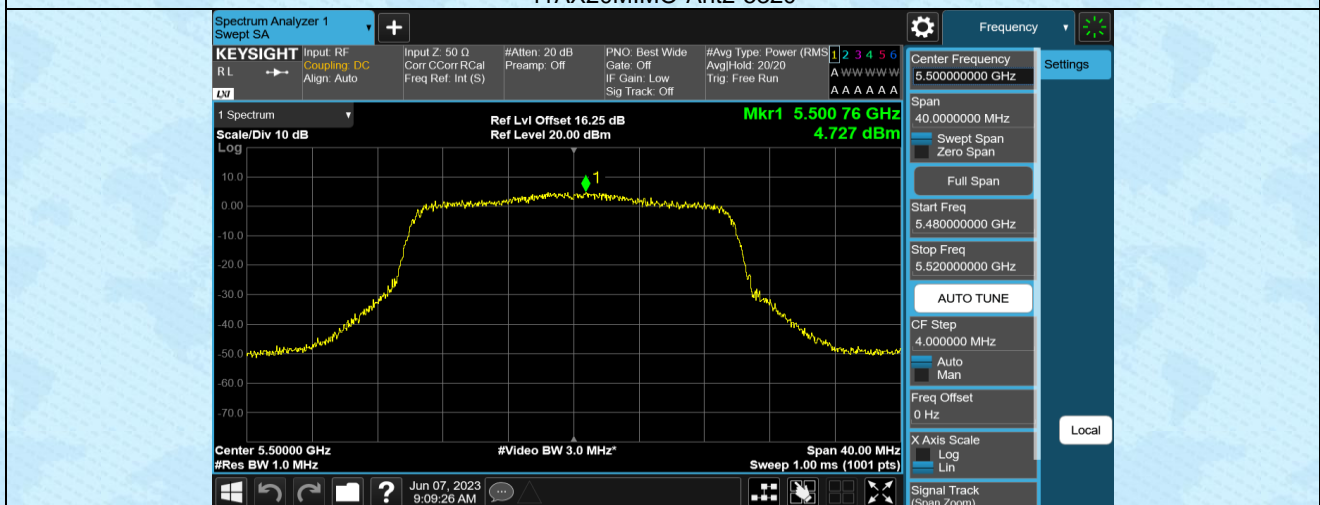 Spectrum Analyzer 1
Swept SA
Frequency
KEYSIGHT
R L
LXI
Input: RF
Coupling: DC
Align: Auto
Input Z: 50 Ω
Corr CCorr RCal
Freq Ref: Int (S)
#Atten: 20 dB
Preamp: Off
PNO: Best Wide
Gate: Off
IF Gain: Low
Sig Track: Off
#Avg Type: Power (RMS
Avg|Hold: 20/20
Trig: Free Run
1 2 3 4 5 6
A W W W W W
A A A A A A
Center Frequency
5.500000000 GHz
Settings
Span
40.0000000 MHz
Swept Span
Zero Span
Full Span
Start Freq
5.480000000 GHz
Stop Freq
5.520000000 GHz
AUTO TUNE
CF Step
4.000000 MHz
Auto
Man
Freq Offset
0 Hz
X Axis Scale
Log
Lin
Signal Track
(Span Zoom)
Local
1 Spectrum
Scale/Div 10 dB
Log
Ref Lvl Offset 16.25 dB
Ref Level 20.00 dBm
Mkr1 5.500 76 GHz
4.727 dBm
1
10.0
0.00
-10.0
-20.0
-30.0
-40.0
-50.0
-60.0
-70.0
Center 5.50000 GHz
#Res BW 1.0 MHz
#Video BW 3.0 MHz*
Span 40.00 MHz
Sweep 1.00 ms (1001 pts)
?
Jun 07, 2023
9:09:26 AM